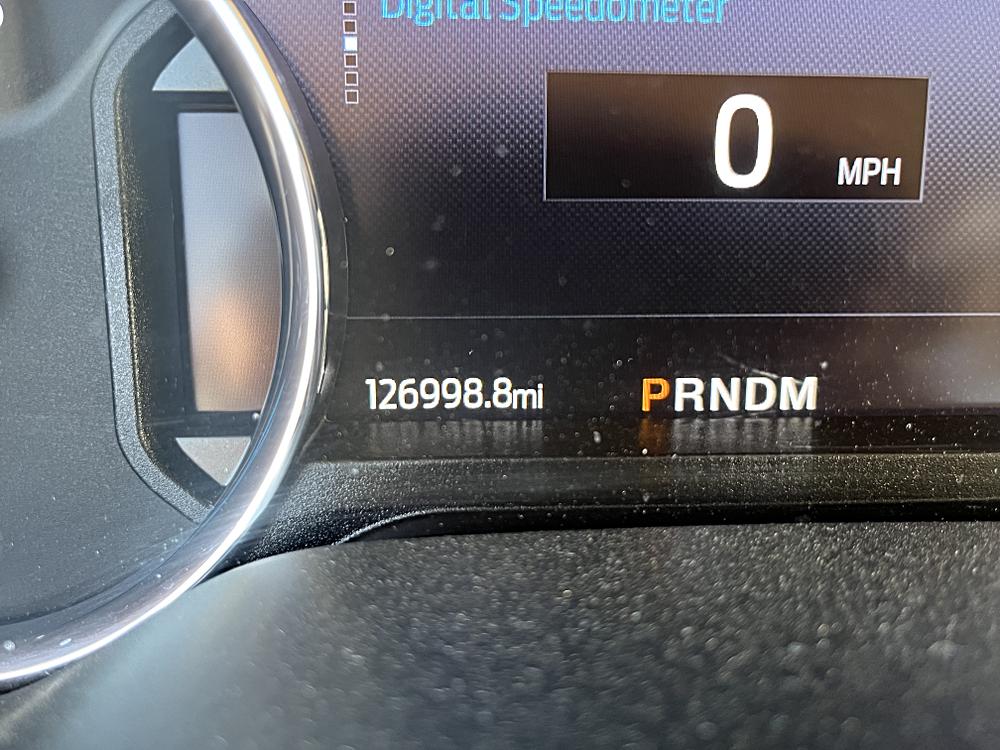 Digital Speedometer
0 MPH
126998.8mi PRNDM